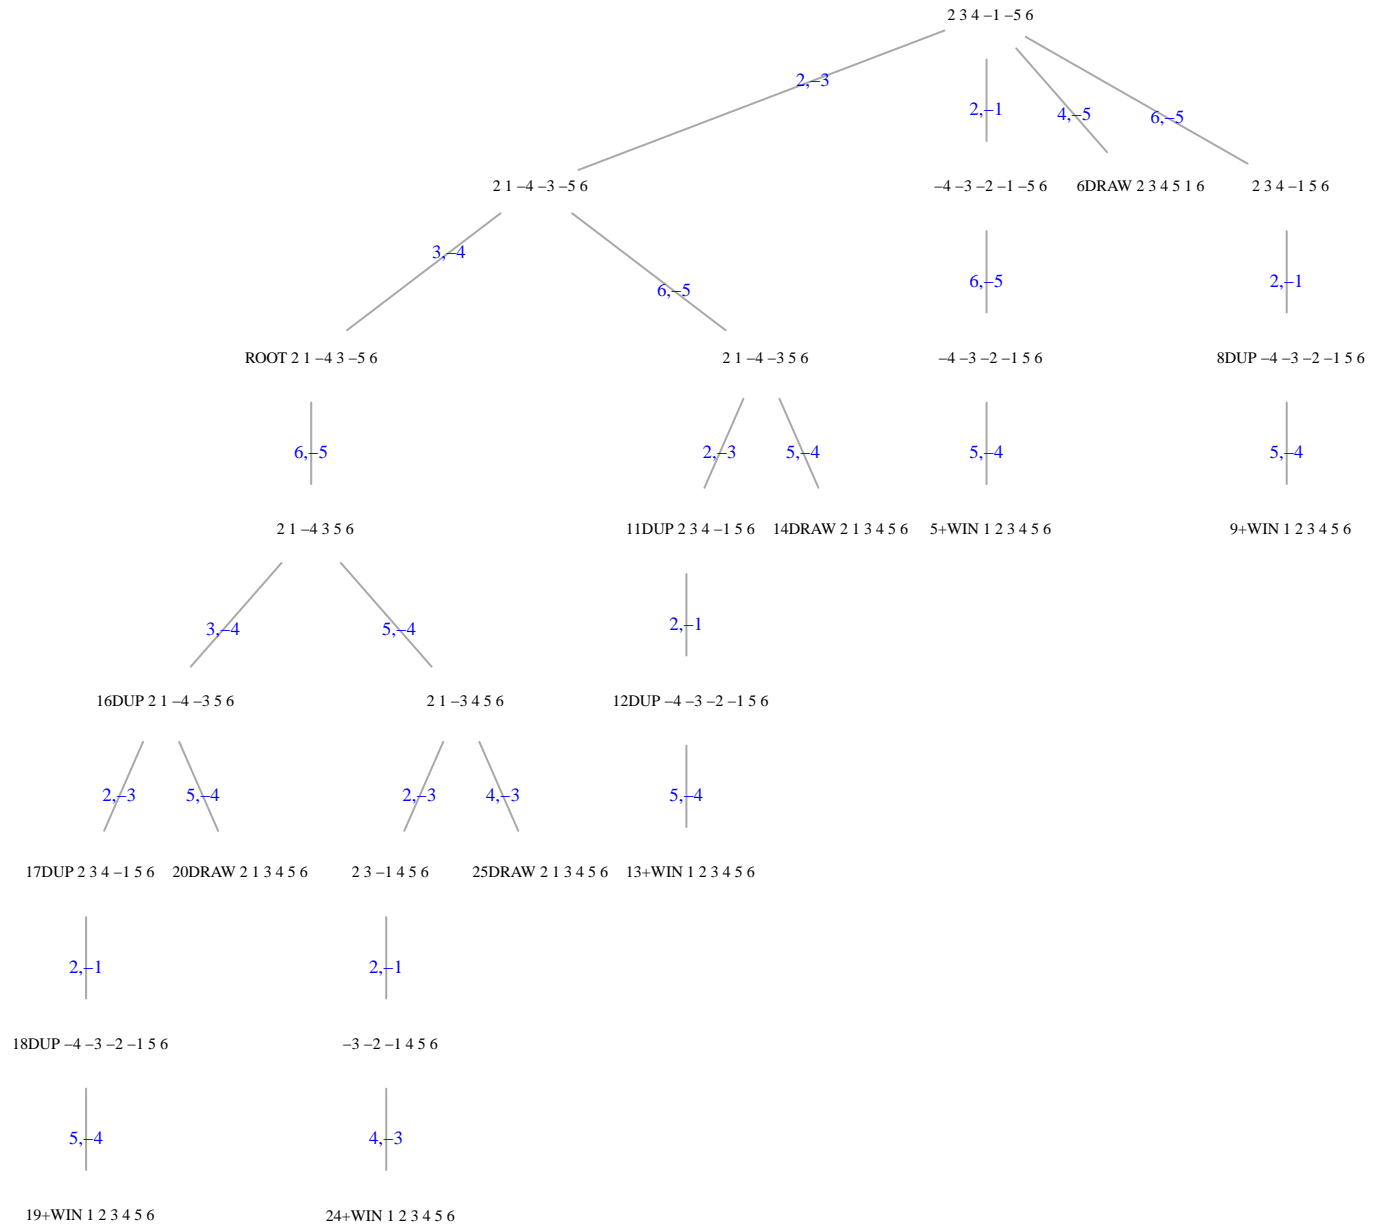 2 3 4 –1 –5 6
2,–3
2,–1
4,–5
6,–5
2 1 –4 –3 –5 6
–4 –3 –2 –1 –5 6
6DRAW 2 3 4 5 1 6
2 3 4 –1 5 6
3,–4
6,–5
6,–5
2,–1
ROOT 2 1 –4 3 –5 6
2 1 –4 –3 5 6
–4 –3 –2 –1 5 6
8DUP –4 –3 –2 –1 5 6
6,–5
2,–3
5,–4
5,–4
5,–4
2 1 –4 3 5 6
11DUP 2 3 4 –1 5 6
14DRAW 2 1 3 4 5 6
5+WIN 1 2 3 4 5 6
9+WIN 1 2 3 4 5 6
3,–4
5,–4
2,–1
16DUP 2 1 –4 –3 5 6
2 1 –3 4 5 6
12DUP –4 –3 –2 –1 5 6
2,–3
5,–4
2,–3
4,–3
5,–4
17DUP 2 3 4 –1 5 6
20DRAW 2 1 3 4 5 6
2 3 –1 4 5 6
25DRAW 2 1 3 4 5 6
13+WIN 1 2 3 4 5 6
2,–1
2,–1
18DUP –4 –3 –2 –1 5 6
–3 –2 –1 4 5 6
5,–4
4,–3
19+WIN 1 2 3 4 5 6
24+WIN 1 2 3 4 5 6